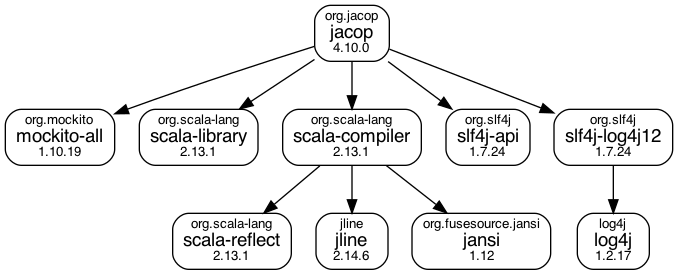 org.jacop
jacop
4.10.0
org.mockito
mockito-all
1.10.19
org.scala-lang
scala-library
2.13.1
org.scala-lang
scala-compiler
2.13.1
org.slf4j
slf4j-api
1.7.24
org.slf4j
slf4j-log4j12
1.7.24
org.scala-lang
scala-reflect
2.13.1
jline
jline
2.14.6
org.fusesource.jansi
jansi
1.12
log4j
log4j
1.2.17